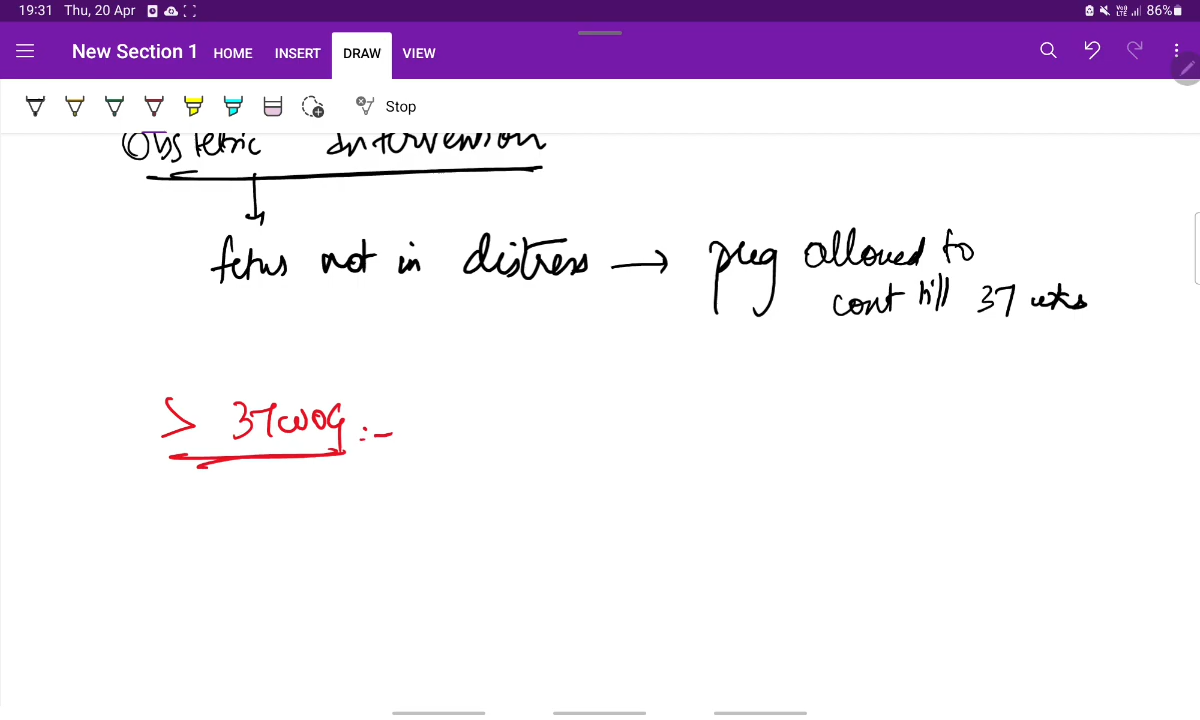 19:31 Thu, 20 Apr 86%
New Section 1 HOME INSERT DRAW VIEW
Stop
Obstetric Intervention
fetus not in distress → preg allowed to
cont till 37 wks
> 37 WOG :-